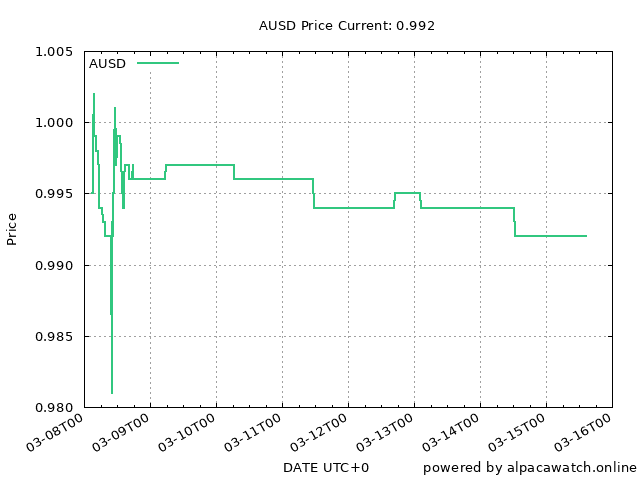 AUSD Price Current: 0.992
1.005
AUSD
1.000
0.995
Price
0.990
0.985
0.980
03-08T00 03-09T00 03-10T00 03-11T00 03-12T00 03-13T00 03-14T00 03-15T00 03-16T00
DATE UTC+0 powered by alpacawatch.online